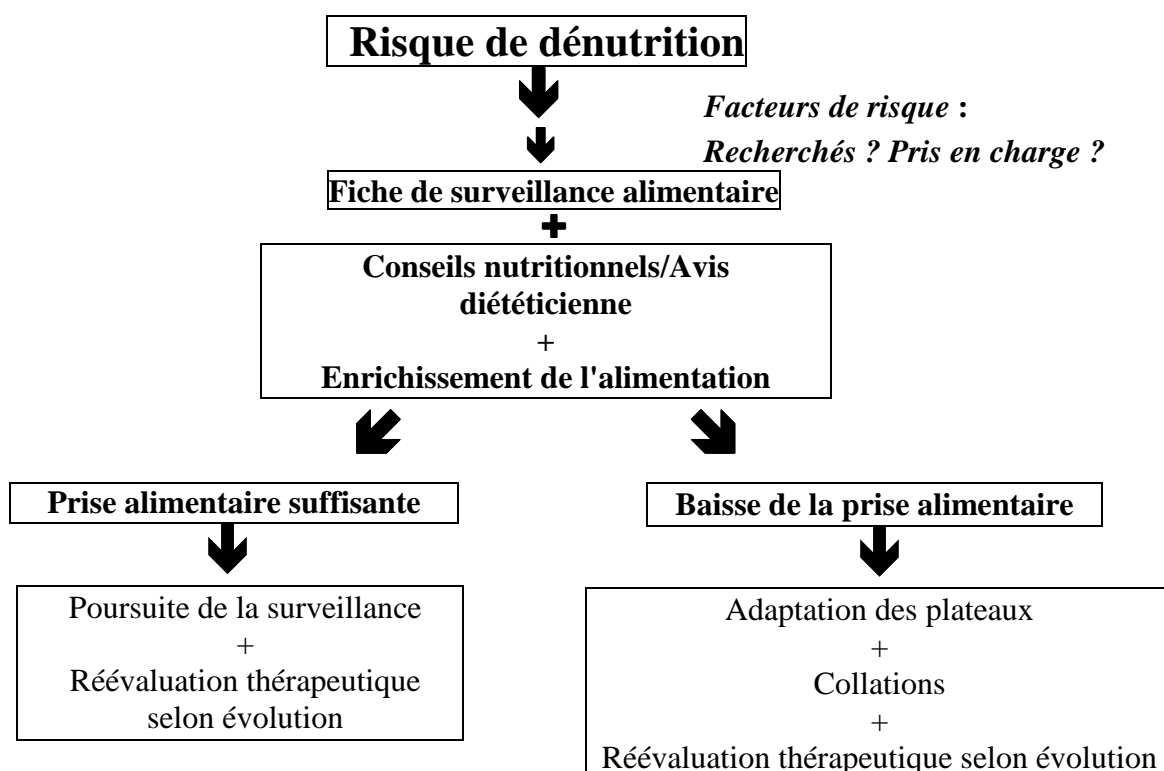 Risque de dénutrition
Facteurs de risque :
Recherchés ? Pris en charge ?
Fiche de surveillance alimentaire
+
Conseils nutritionnels/Avis
diététicienne
+
Enrichissement de l'alimentation
Prise alimentaire suffisante
Poursuite de la surveillance
+
Réévaluation thérapeutique
selon évolution
Baisse de la prise alimentaire
Adaptation des plateaux
+
Collations
+
Réévaluation thérapeutique selon évolution